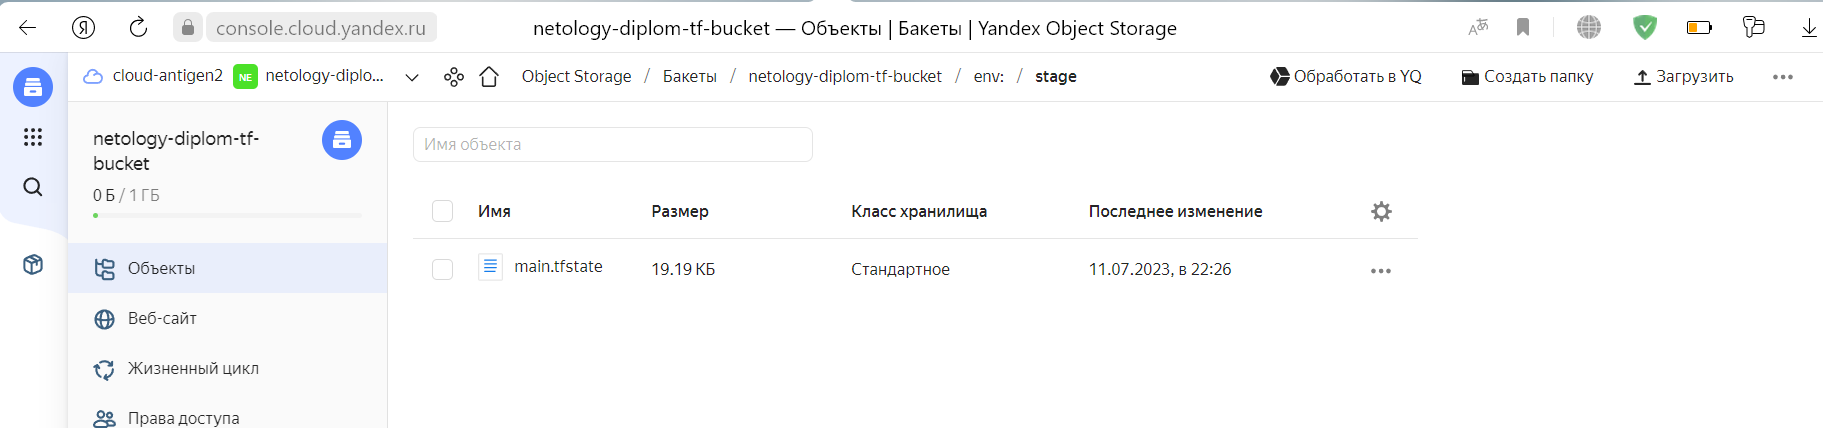 Я console.cloud.yandex.ru netology-diplom-tf-bucket — Объекты | Бакеты | Yandex Object Storage
cloud-antigen2 NE netology-diplo... Object Storage / Бакеты / netology-diplom-tf-bucket / env: / stage Обработать в YQ Создать папку Загрузить
netology-diplom-tf-
bucket
0 Б / 1 ГБ
Объекты
Веб-сайт
Жизненный цикл
Права доступа
Имя объекта
Имя Размер Класс хранилища Последнее изменение
main.tfstate 19.19 КБ Стандартное 11.07.2023, в 22:26